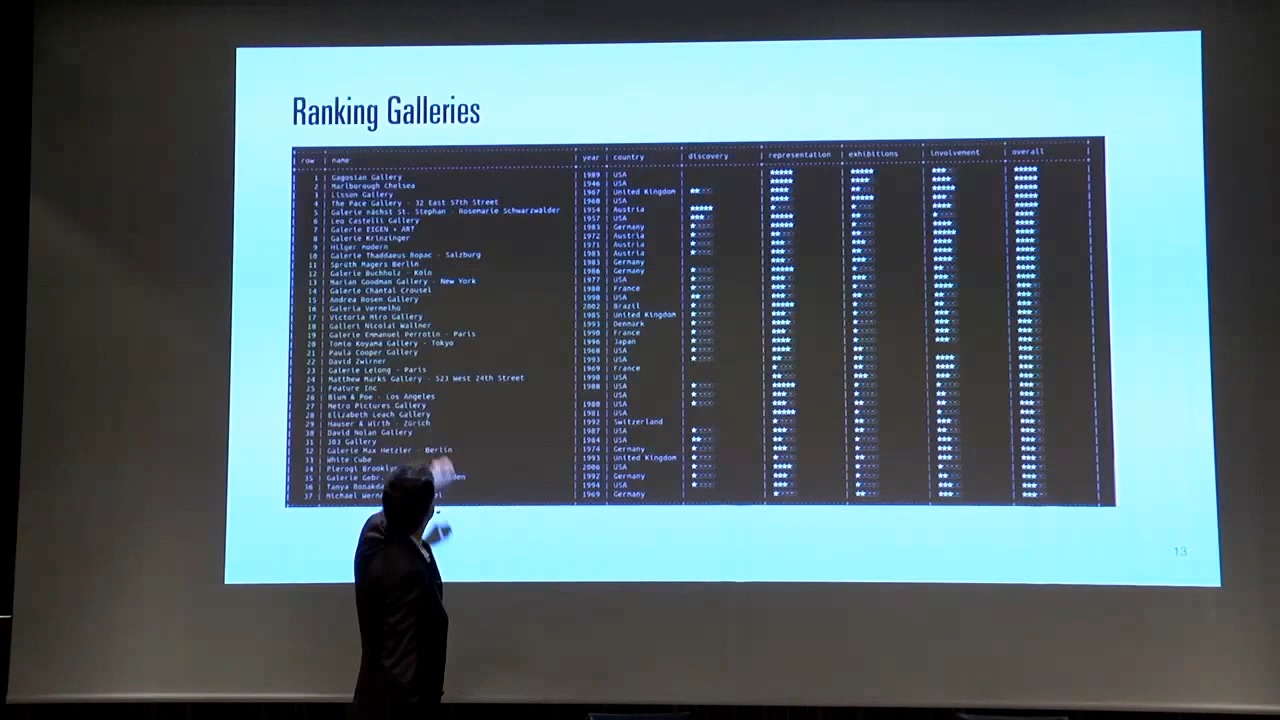 Ranking Galleries
row | name | year | country | discovery | representation | exhibitions | involvement | overall
1 | Gagosian Gallery | 1989 | USA
2 | Marlborough Chelsea | 1946 | USA
3 | Lisson Gallery | 1967 | United Kingdom
4 | The Pace Gallery - 32 East 57th Street | 1960 | USA
5 | Galerie nächst St. Stephan - Rosemarie Schwarzwälder | 1954 | Austria
6 | Leo Castelli Gallery | 1957 | USA
7 | Galerie EIGEN + ART | 1983 | Germany
8 | Galerie Krinzinger | 1972 | Austria
9 | Hilger modern | 1971 | Austria
10 | Galerie Thaddaeus Ropac - Salzburg | 1983 | Austria
11 | Sprüth Magers Berlin | 1983 | Germany
12 | Galerie Buchholz - Köln | 1986 | Germany
13 | Marian Goodman Gallery - New York | 1977 | USA
14 | Galerie Chantal Crousel | 1980 | France
15 | Andrea Rosen Gallery | 1990 | USA
16 | Galeria Vermelho | 2002 | Brazil
17 | Victoria Miro Gallery | 1985 | United Kingdom
18 | Galleri Nicolai Wallner | 1993 | Denmark
19 | Galerie Emmanuel Perrotin - Paris | 1990 | France
20 | Tomio Koyama Gallery - Tokyo | 1996 | Japan
21 | Paula Cooper Gallery | 1968 | USA
22 | David Zwirner | 1993 | USA
23 | Galerie Lelong - Paris | 1969 | France
24 | Matthew Marks Gallery - 523 West 24th Street | 1990 | USA
25 | Feature Inc | 1988 | USA
26 | Blum & Poe - Los Angeles | | USA
27 | Metro Pictures Gallery | 1980 | USA
28 | Elizabeth Leach Gallery | 1981 | USA
29 | Hauser & Wirth - Zürich | 1992 | Switzerland
30 | David Nolan Gallery | 1987 | USA
31 | 303 Gallery | 1984 | USA
32 | Galerie Max Hetzler - Berlin | 1974 | Germany
33 | White Cube | 1993 | United Kingdom
34 | Pierogi Brookly | 2006 | USA
35 | Galerie Gebr | 1992 | Germany
36 | Tanya Bonakda | 1994 | USA
37 | Michael Wern | 1969 | Germany
13